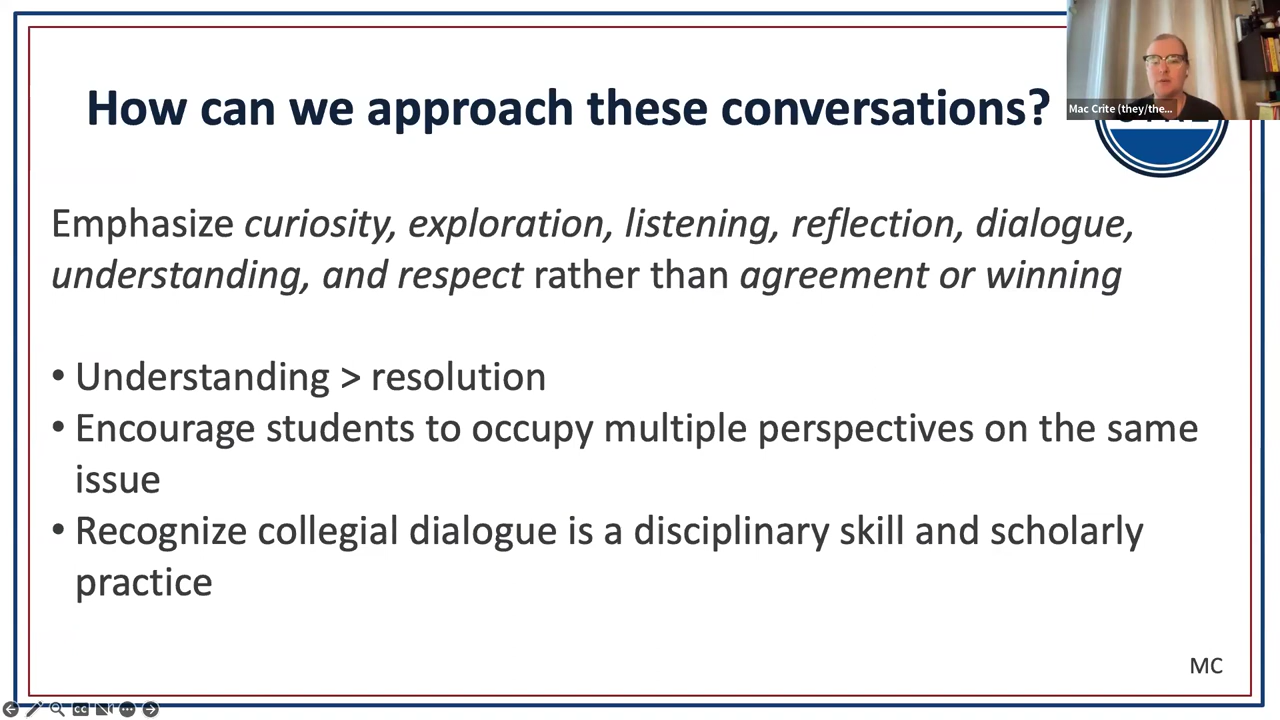 How can we approach these conversations?
Mac Crite (they/the...
Emphasize curiosity, exploration, listening, reflection, dialogue,
understanding, and respect rather than agreement or winning
• Understanding > resolution
• Encourage students to occupy multiple perspectives on the same
issue
• Recognize collegial dialogue is a disciplinary skill and scholarly
practice
MC
CC